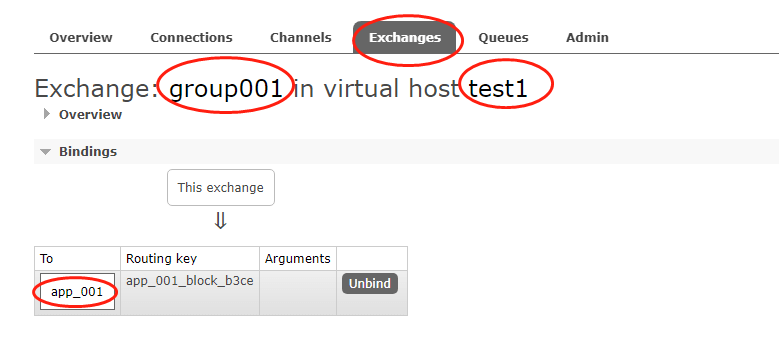 Overview Connections Channels Exchanges Queues Admin
Exchange: group001 in virtual host test1
Overview
Bindings
This exchange
⇓
To Routing key Arguments
app_001 app_001_block_b3ce Unbind